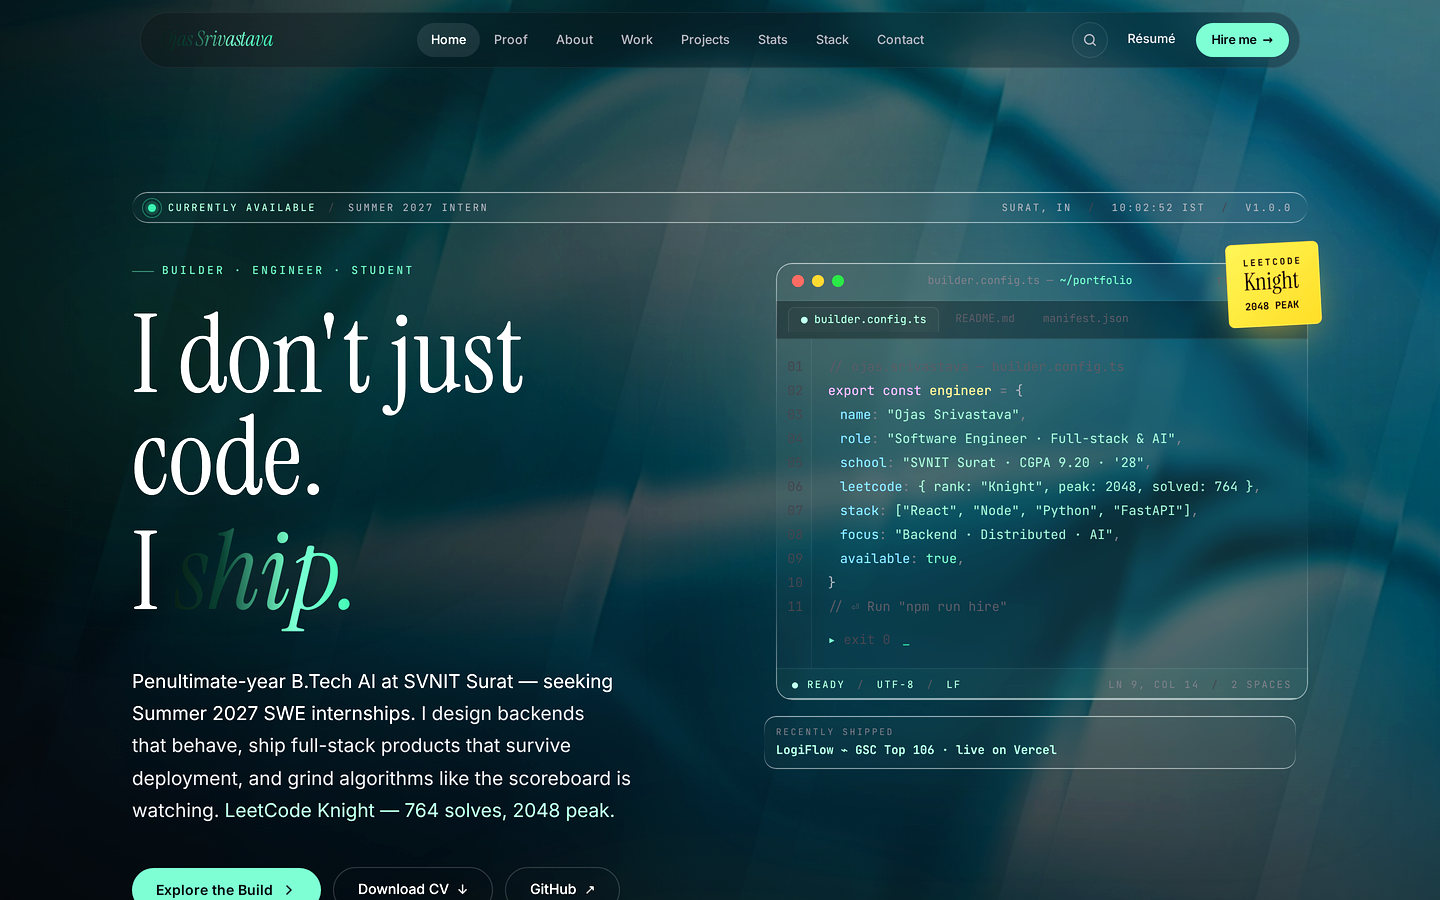 Ojas Srivastava
Home Proof About Work Projects Stats Stack Contact
Résumé
Hire me →
CURRENTLY AVAILABLE / SUMMER 2027 INTERN
SURAT, IN / 10:02:52 IST / V1.0.0
BUILDER · ENGINEER · STUDENT
I don't just
code.
I ship.
Penultimate-year B.Tech AI at SVNIT Surat — seeking
Summer 2027 SWE internships. I design backends
that behave, ship full-stack products that survive
deployment, and grind algorithms like the scoreboard is
watching. LeetCode Knight — 764 solves, 2048 peak.
Explore the Build
Download CV ↓
GitHub ↗
LEETCODE
Knight
2048 PEAK
builder.config.ts — ~/portfolio
● builder.config.ts README.md manifest.json
01 // Ojas Srivastava — builder.config.ts
02 export const engineer = {
03 name: "Ojas Srivastava",
04 role: "Software Engineer · Full-stack & AI",
05 school: "SVNIT Surat · CGPA 9.20 · '28",
06 leetcode: { rank: "Knight", peak: 2048, solved: 764 },
07 stack: ["React", "Node", "Python", "FastAPI"],
08 focus: "Backend · Distributed · AI",
09 available: true,
10 }
11 // ⏎ Run "npm run hire"
▸ exit 0 _
● READY / UTF-8 / LF
LN 9, COL 14 / 2 SPACES
RECENTLY SHIPPED
LogiFlow ⌁ GSC Top 106 · live on Vercel